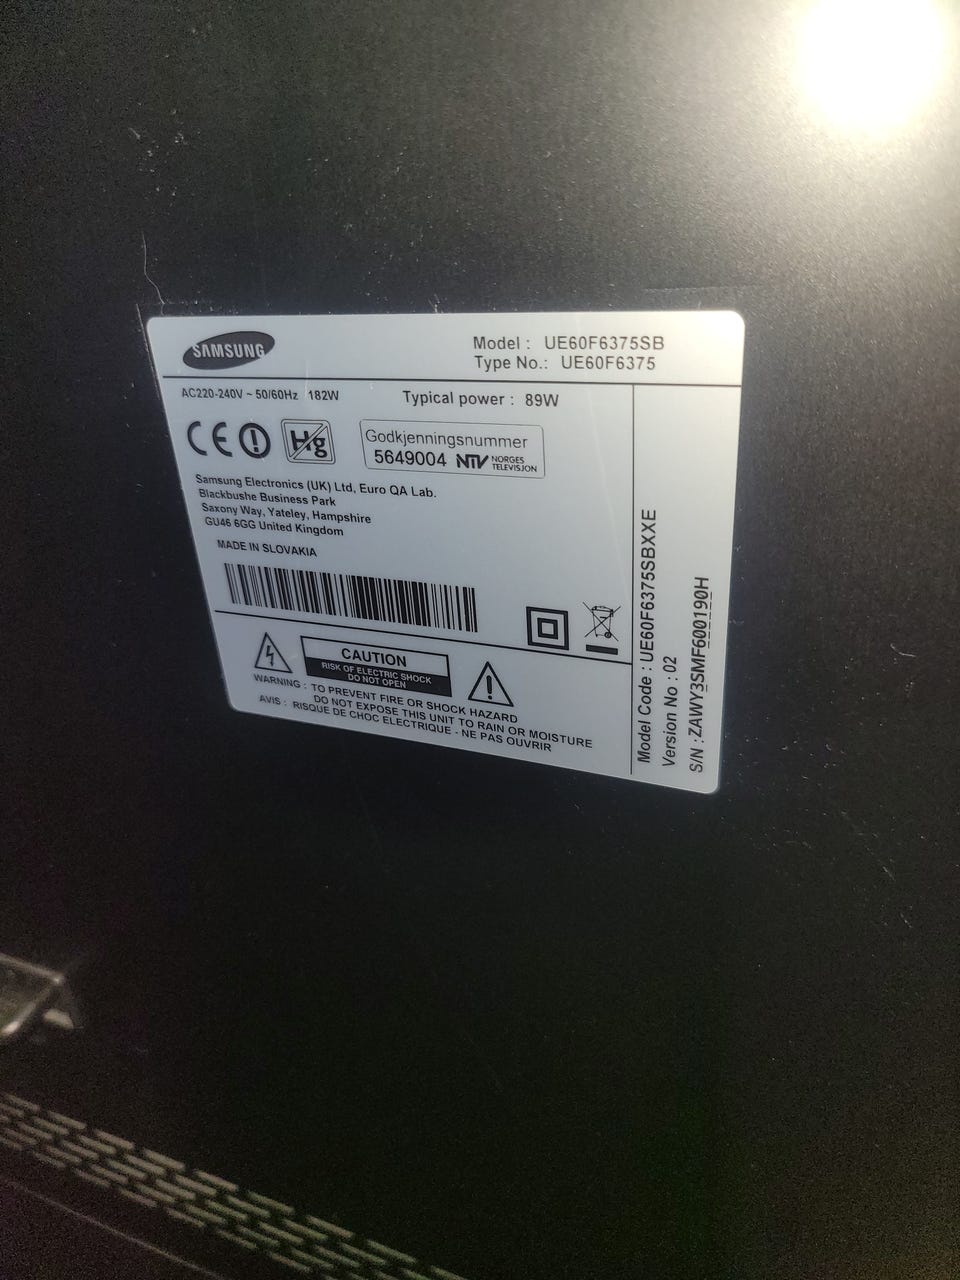 SAMSUNG
Model : UE60F6375SB
Type No.: UE60F6375
AC220-240V ~ 50/60Hz 182W
Typical power : 89W
CE
Hg
Godkjenningsnummer
5649004 NTV NORGES TELEVISJON
Samsung Electronics (UK) Ltd, Euro QA Lab.
Blackbushe Business Park
Saxony Way, Yateley, Hampshire
GU46 6GG United Kingdom
MADE IN SLOVAKIA
CAUTION
RISK OF ELECTRIC SHOCK
DO NOT OPEN
WARNING : TO PREVENT FIRE OR SHOCK HAZARD
DO NOT EXPOSE THIS UNIT TO RAIN OR MOISTURE
AVIS : RISQUE DE CHOC ELECTRIQUE - NE PAS OUVRIR
Model Code : UE60F6375SBXXE
Version No : 02
S/N : ZAWY3SMF600190H